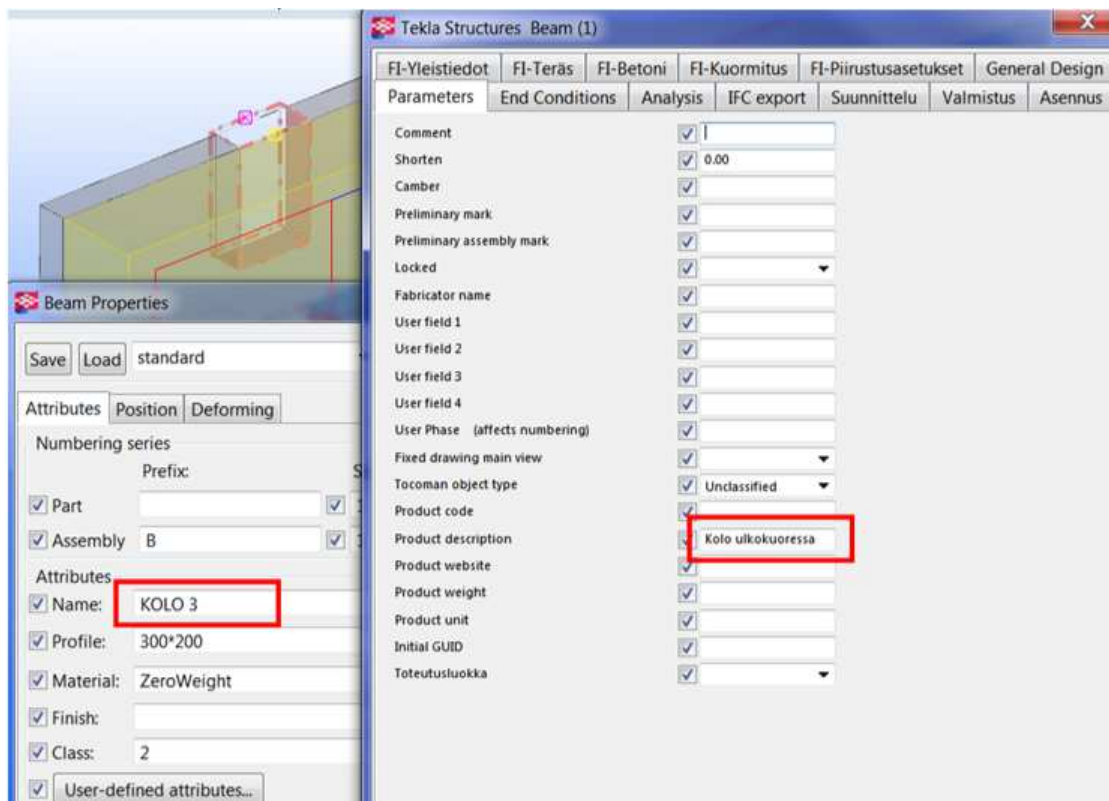 Tekla Structures Beam (1)
FI-Yleistiedot FI-Teräs FI-Betoni FI-Kuormitus FI-Piirustusasetukset General Design
Parameters End Conditions Analysis IFC export Suunnittelu Valmistus Asennus
Comment
Shorten 0.00
Camber
Preliminary mark
Preliminary assembly mark
Locked
Fabricator name
User field 1
User field 2
User field 3
User field 4
User Phase (affects numbering)
Fixed drawing main view
Tocoman object type Unclassified
Product code
Product description Kolo ulkokuoressa
Product website
Product weight
Product unit
Initial GUID
Toteutusluokka
Beam Properties
Save Load standard
Attributes Position Deforming
Numbering series
Prefix:
Part
Assembly B
Attributes
Name: KOLO 3
Profile: 300*200
Material: ZeroWeight
Finish:
Class: 2
User-defined attributes...